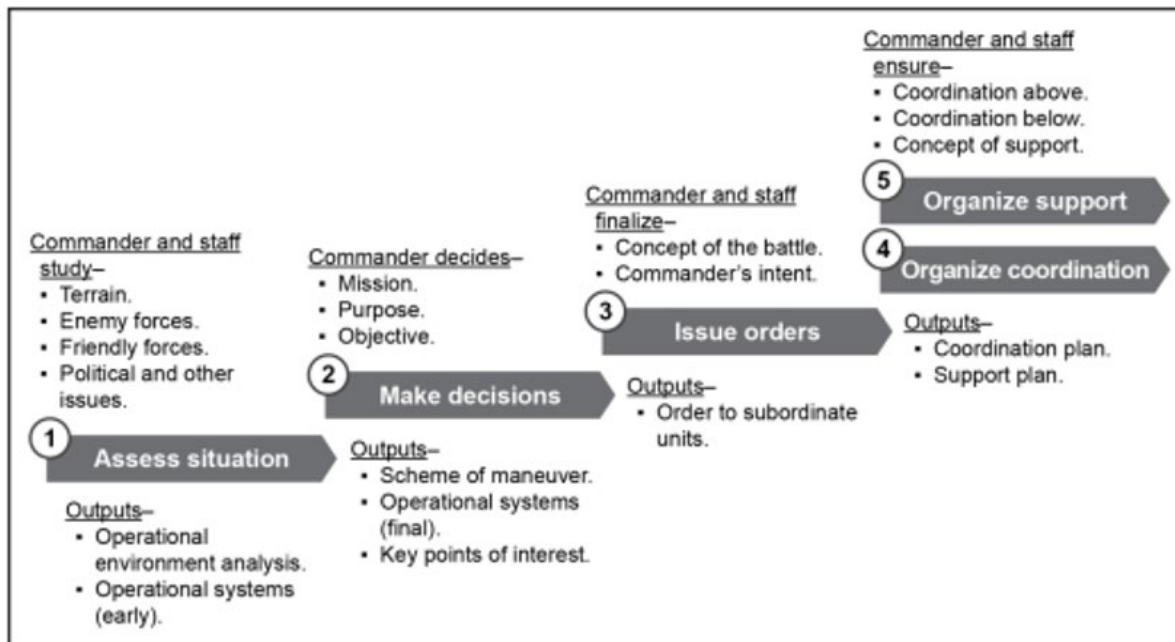 Commander and staff
study–
▪ Terrain.
▪ Enemy forces.
▪ Friendly forces.
▪ Political and other
issues.
1
Assess situation
Outputs–
▪ Operational
environment analysis.
▪ Operational systems
(early).
Commander decides–
▪ Mission.
▪ Purpose.
▪ Objective.
2
Make decisions
Outputs–
▪ Scheme of maneuver.
▪ Operational systems
(final).
▪ Key points of interest.
Commander and staff
finalize–
▪ Concept of the battle.
▪ Commander's intent.
3
Issue orders
Outputs–
▪ Order to subordinate
units.
Commander and staff
ensure–
▪ Coordination above.
▪ Coordination below.
▪ Concept of support.
5
Organize support
4
Organize coordination
Outputs–
▪ Coordination plan.
▪ Support plan.